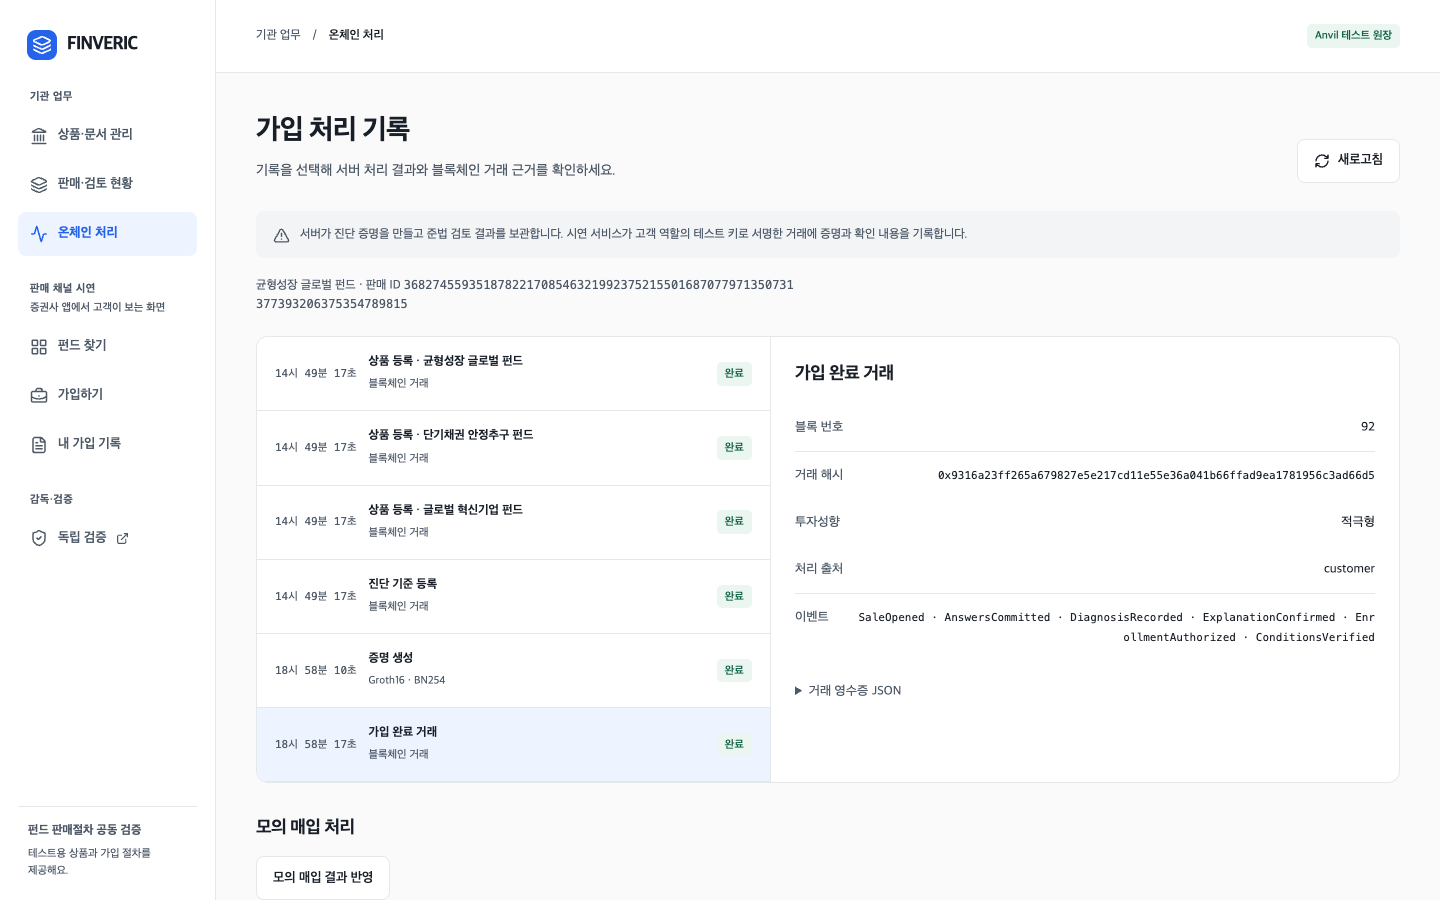 FINVERIC
기관 업무
상품·문서 관리
판매·검토 현황
온체인 처리
판매 채널 시연
증권사 앱에서 고객이 보는 화면
펀드 찾기
가입하기
내 가입 기록
감독·검증
독립 검증
펀드 판매절차 공동 검증
테스트용 상품과 가입 절차를
제공해요.
기관 업무 / 온체인 처리
Anvil 테스트 원장
가입 처리 기록
기록을 선택해 서버 처리 결과와 블록체인 거래 근거를 확인하세요.
새로고침
서버가 진단 증명을 만들고 준법 검토 결과를 보관합니다. 시연 서비스가 고객 역할의 테스트 키로 서명한 거래에 증명과 확인 내용을 기록합니다.
균형성장 글로벌 펀드 · 판매 ID 36827455935187822170854632199237521550168707797135073​1
377393206375354789815
14시 49분 17초
상품 등록 · 균형성장 글로벌 펀드
블록체인 거래
완료
14시 49분 17초
상품 등록 · 단기채권 안정추구 펀드
블록체인 거래
완료
14시 49분 17초
상품 등록 · 글로벌 혁신기업 펀드
블록체인 거래
완료
14시 49분 17초
진단 기준 등록
블록체인 거래
완료
18시 58분 10초
증명 생성
Groth16 · BN254
완료
18시 58분 17초
가입 완료 거래
블록체인 거래
완료
가입 완료 거래
블록 번호 92
거래 해시 0x9316a23ff265a679827e5e217cd11e55e36a041b66ffad9ea1781956c3ad66d5
투자성향 적극형
처리 출처 customer
이벤트 SaleOpened · AnswersCommitted · DiagnosisRecorded · ExplanationConfirmed · Enr
ollmentAuthorized · ConditionsVerified
▶ 거래 영수증 JSON
모의 매입 처리
모의 매입 결과 반영